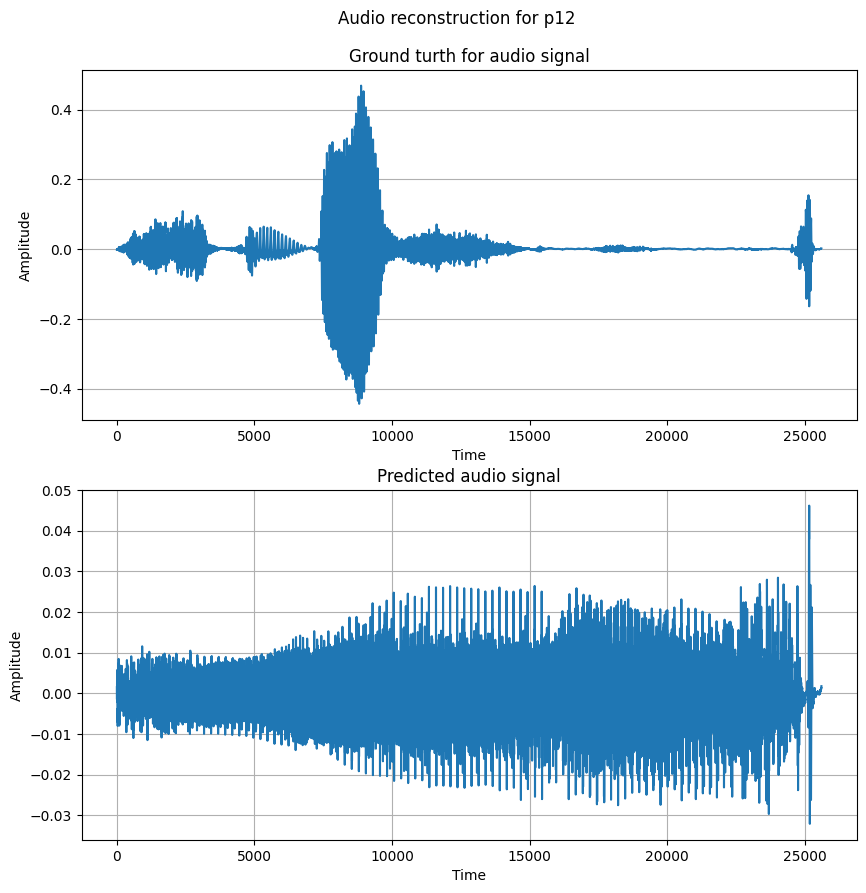 Audio reconstruction for p12
Ground turth for audio signal
0.4
0.2
0.0
−0.2
−0.4
Amplitude
0 5000 10000 15000 20000 25000
Time
Predicted audio signal
0.05
0.04
0.03
0.02
0.01
0.00
−0.01
−0.02
−0.03
Amplitude
0 5000 10000 15000 20000 25000
Time